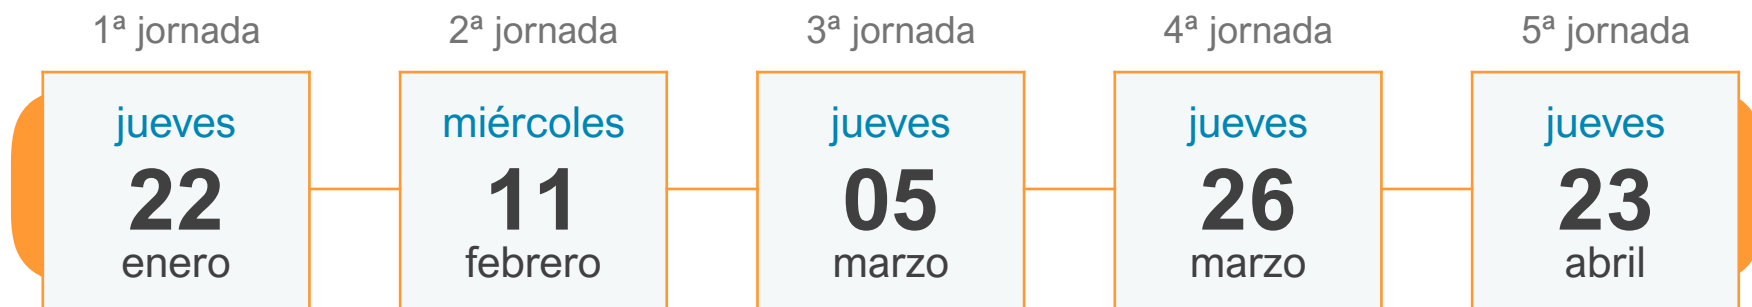 1ª jornada
2ª jornada
3ª jornada
4ª jornada
5ª jornada
jueves
22
enero
miércoles
11
febrero
jueves
05
marzo
jueves
26
marzo
jueves
23
abril